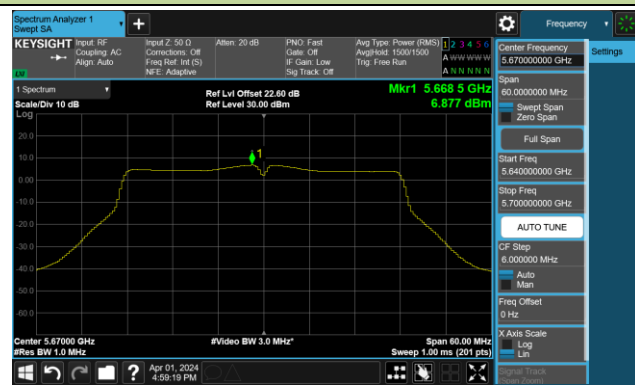 Spectrum Analyzer 1
Swept SA
Frequency
KEYSIGHT
Input: RF
Coupling: AC
Align: Auto
Input Z: 50 Ω
Corrections: Off
Freq Ref: Int (S)
NFE: Adaptive
Atten: 20 dB
PNO: Fast
Gate: Off
IF Gain: Low
Sig Track: Off
Avg Type: Power (RMS)
Avg|Hold: 1500/1500
Trig: Free Run
1 2 3 4 5 6
A W W W W W
A N N N N N
1 Spectrum
Scale/Div 10 dB
Log
Ref Lvl Offset 22.60 dB
Ref Level 30.00 dBm
Mkr1 5.668 5 GHz
6.877 dBm
1
20.0
10.0
0.00
-10.0
-20.0
-30.0
-40.0
-50.0
-60.0
Center 5.67000 GHz
#Res BW 1.0 MHz
#Video BW 3.0 MHz*
Span 60.00 MHz
Sweep 1.00 ms (201 pts)
Center Frequency
5.670000000 GHz
Settings
Span
60.0000000 MHz
Swept Span
Zero Span
Full Span
Start Freq
5.640000000 GHz
Stop Freq
5.700000000 GHz
AUTO TUNE
CF Step
6.000000 MHz
Auto
Man
Freq Offset
0 Hz
X Axis Scale
Log
Lin
Signal Track
(Span Zoom)
?
Apr 01, 2024
4:59:19 PM